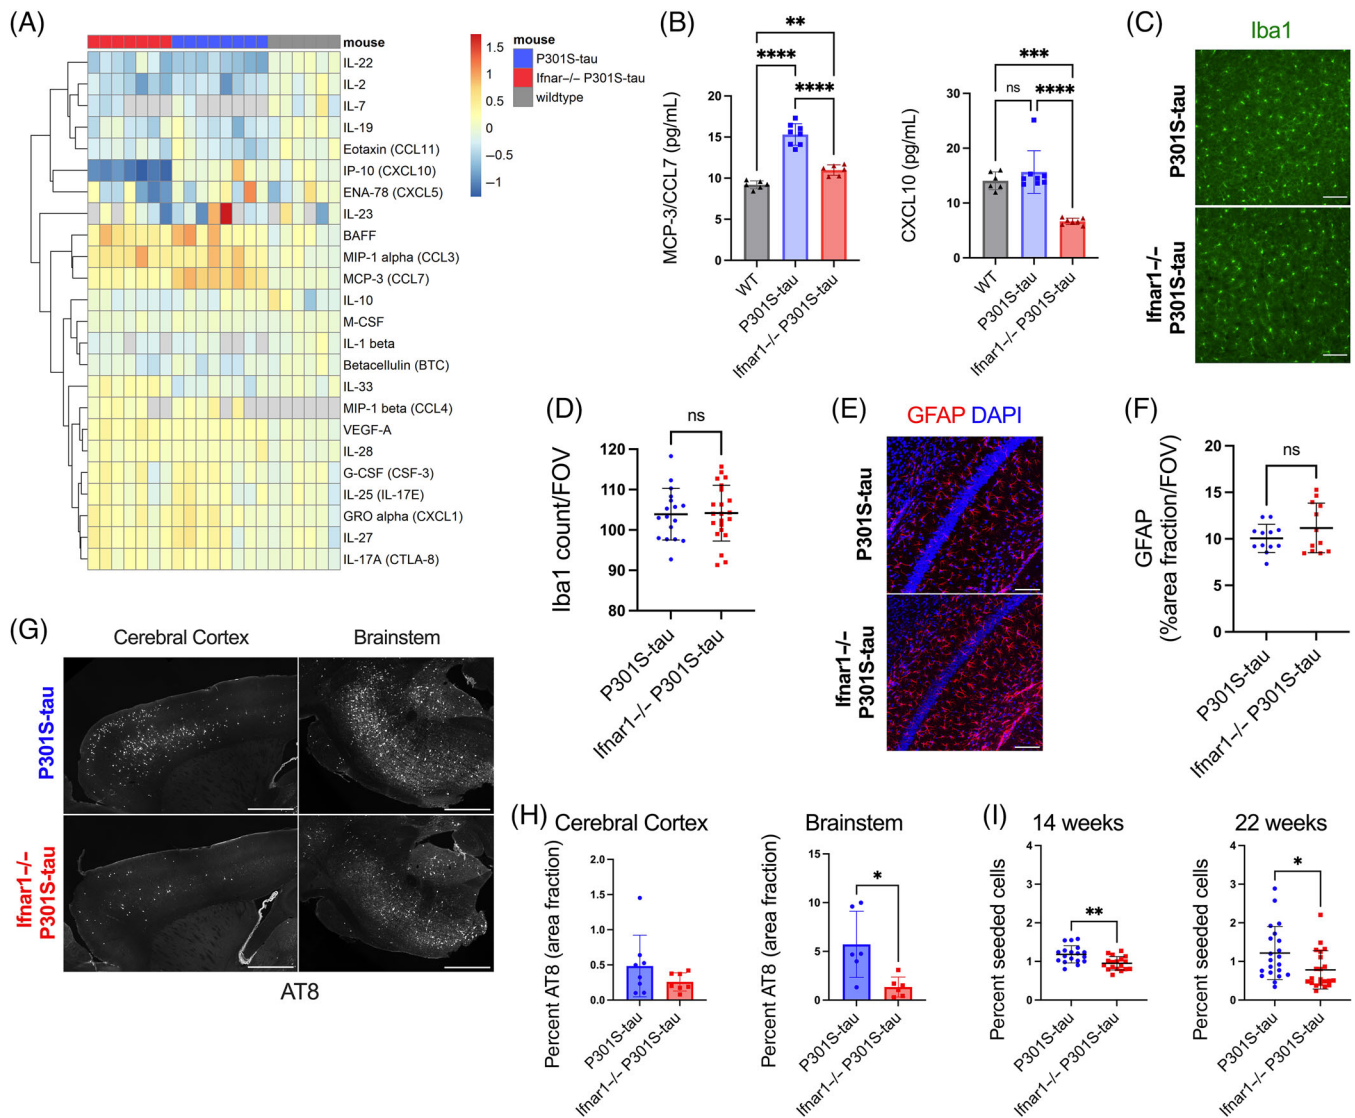 (A)
mouse
IL-22
IL-2
IL-7
IL-19
Eotaxin (CCL11)
IP-10 (CXCL10)
ENA-78 (CXCL5)
IL-23
BAFF
MIP-1 alpha (CCL3)
MCP-3 (CCL7)
IL-10
M-CSF
IL-1 beta
Betacellulin (BTC)
IL-33
MIP-1 beta (CCL4)
VEGF-A
IL-28
G-CSF (CSF-3)
IL-25 (IL-17E)
GRO alpha (CXCL1)
IL-27
IL-17A (CTLA-8)
1.5
1
0.5
0
−0.5
−1
mouse
P301S-tau
Ifnar−/− P301S-tau
wildtype
(B)
MCP-3/CCL7 (pg/mL)
20
15
10
5
0
**
****
****
WT
P301S-tau
Ifnar1−/− P301S-tau
CXCL10 (pg/mL)
30
20
10
0
***
ns
****
WT
P301S-tau
Ifnar1−/− P301S-tau
(C)
Iba1
P301S-tau
Ifnar1−/−
P301S-tau
(D)
Iba1 count/FOV
120
110
100
90
80
ns
P301S-tau
Ifnar1−/− P301S-tau
(E)
GFAP DAPI
P301S-tau
Ifnar1−/−
P301S-tau
(F)
GFAP
(%area fraction/FOV)
20
15
10
5
0
ns
P301S-tau
Ifnar1−/− P301S-tau
(G)
Cerebral Cortex
Brainstem
P301S-tau
Ifnar1−/−
P301S-tau
AT8
(H)
Cerebral Cortex
Percent AT8 (area fraction)
2.0
1.5
1.0
0.5
0.0
P301S-tau
Ifnar1−/− P301S-tau
Brainstem
Percent AT8 (area fraction)
15
10
5
0
*
P301S-tau
Ifnar1−/− P301S-tau
(I)
14 weeks
Percent seeded cells
4
3
2
1
0
**
P301S-tau
Ifnar1−/− P301S-tau
22 weeks
Percent seeded cells
4
3
2
1
0
*
P301S-tau
Ifnar1−/− P301S-tau